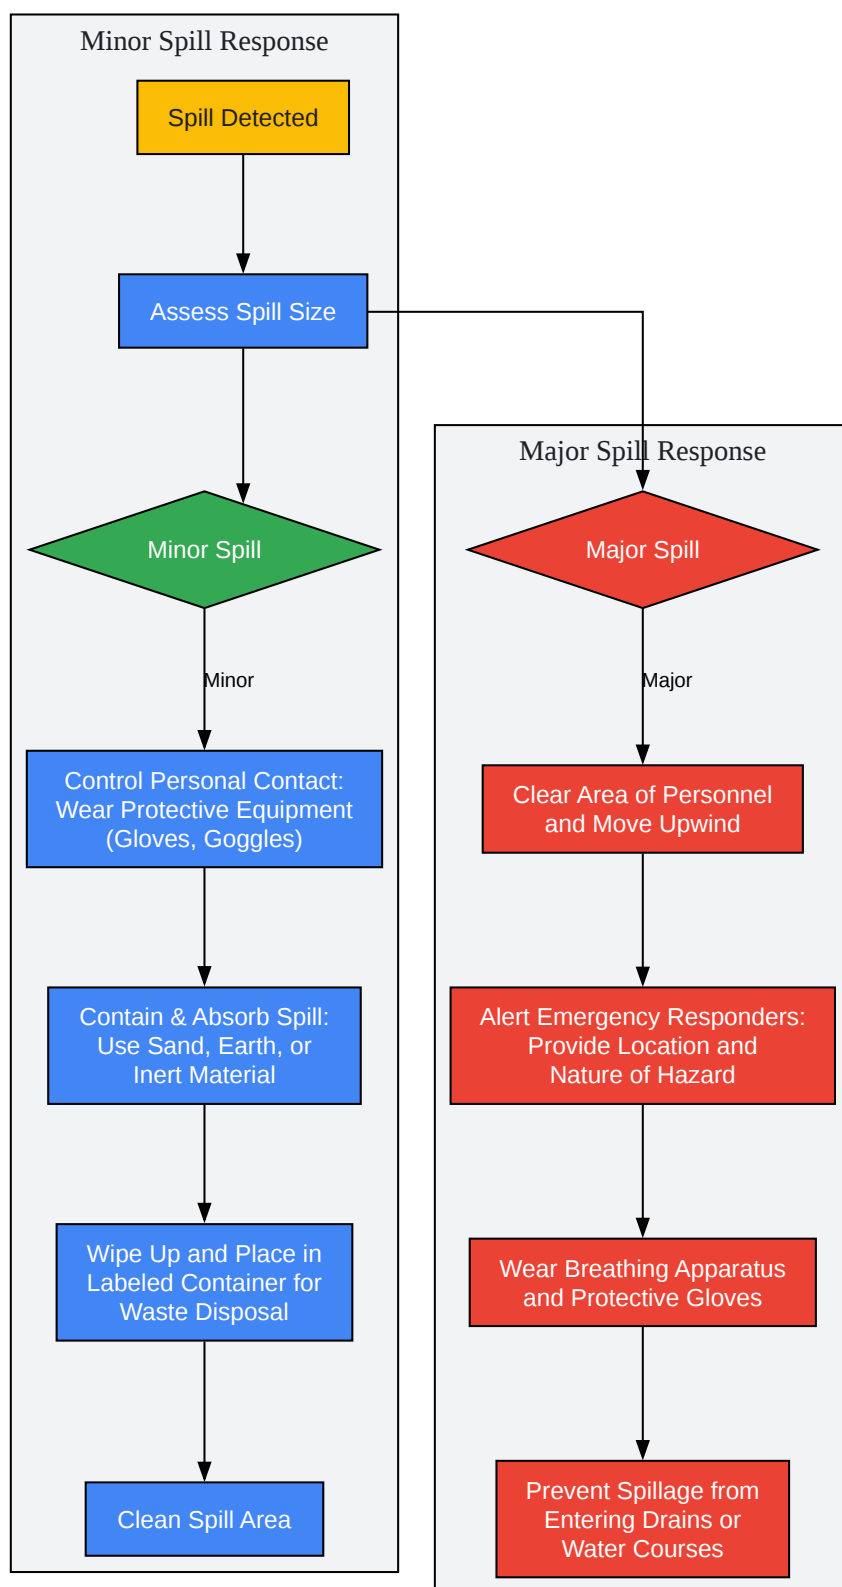 Minor Spill Response
Spill Detected
Assess Spill Size
Minor Spill
Minor
Control Personal Contact:
Wear Protective Equipment
(Gloves, Goggles)
Contain & Absorb Spill:
Use Sand, Earth, or
Inert Material
Wipe Up and Place in
Labeled Container for
Waste Disposal
Clean Spill Area
Major Spill Response
Major Spill
Major
Clear Area of Personnel
and Move Upwind
Alert Emergency Responders:
Provide Location and
Nature of Hazard
Wear Breathing Apparatus
and Protective Gloves
Prevent Spillage from
Entering Drains or
Water Courses